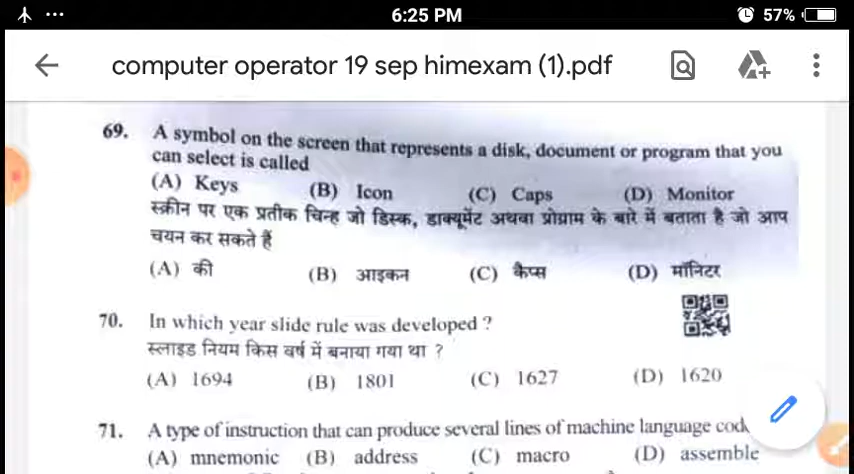 6:25 PM
57%
computer operator 19 sep himexam (1).pdf
69. A symbol on the screen that represents a disk, document or program that you
can select is called
(A) Keys (B) Icon (C) Caps (D) Monitor
स्क्रीन पर एक प्रतीक चिन्ह जो डिस्क, डाक्यूमेंट अथवा प्रोग्राम के बारे में बताता है जो आप
चयन कर सकते हैं
(A) की (B) आइकन (C) कैप्स (D) मॉनिटर
70. In which year slide rule was developed ?
स्लाइड नियम किस वर्ष में बनाया गया था ?
(A) 1694 (B) 1801 (C) 1627 (D) 1620
71. A type of instruction that can produce several lines of machine language cod
(A) mnemonic (B) address (C) macro (D) assemble